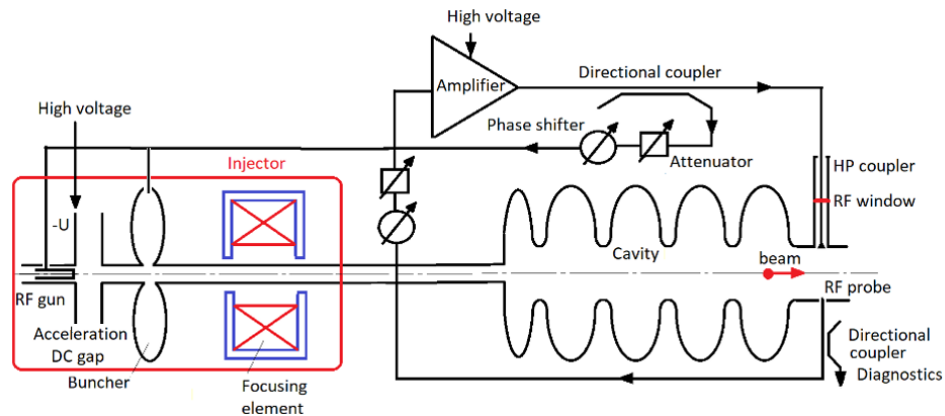 High voltage
Amplifier
Directional coupler
High voltage
Phase shifter
Attenuator
Injector
HP coupler
RF window
-U
Cavity
beam
RF gun
RF probe
Acceleration
DC gap
Buncher
Focusing
element
Directional
coupler
Diagnostics